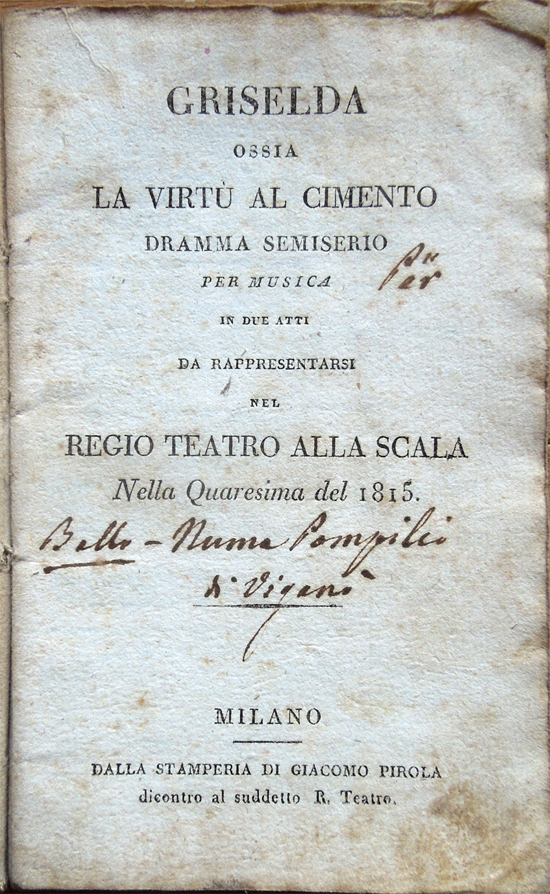 GRISELDA
OSSIA
LA VIRTÙ AL CIMENTO
DRAMMA SEMISERIO
PER MUSICA
IN DUE ATTI
DA RAPPRESENTARSI
NEL
REGIO TEATRO ALLA SCALA
Nella Quaresima del 1815.
Ballo - Numa Pompilio
di Viganò
MILANO
DALLA STAMPERIA DI GIACOMO PIROLA
dicontro al suddetto R. Teatro.